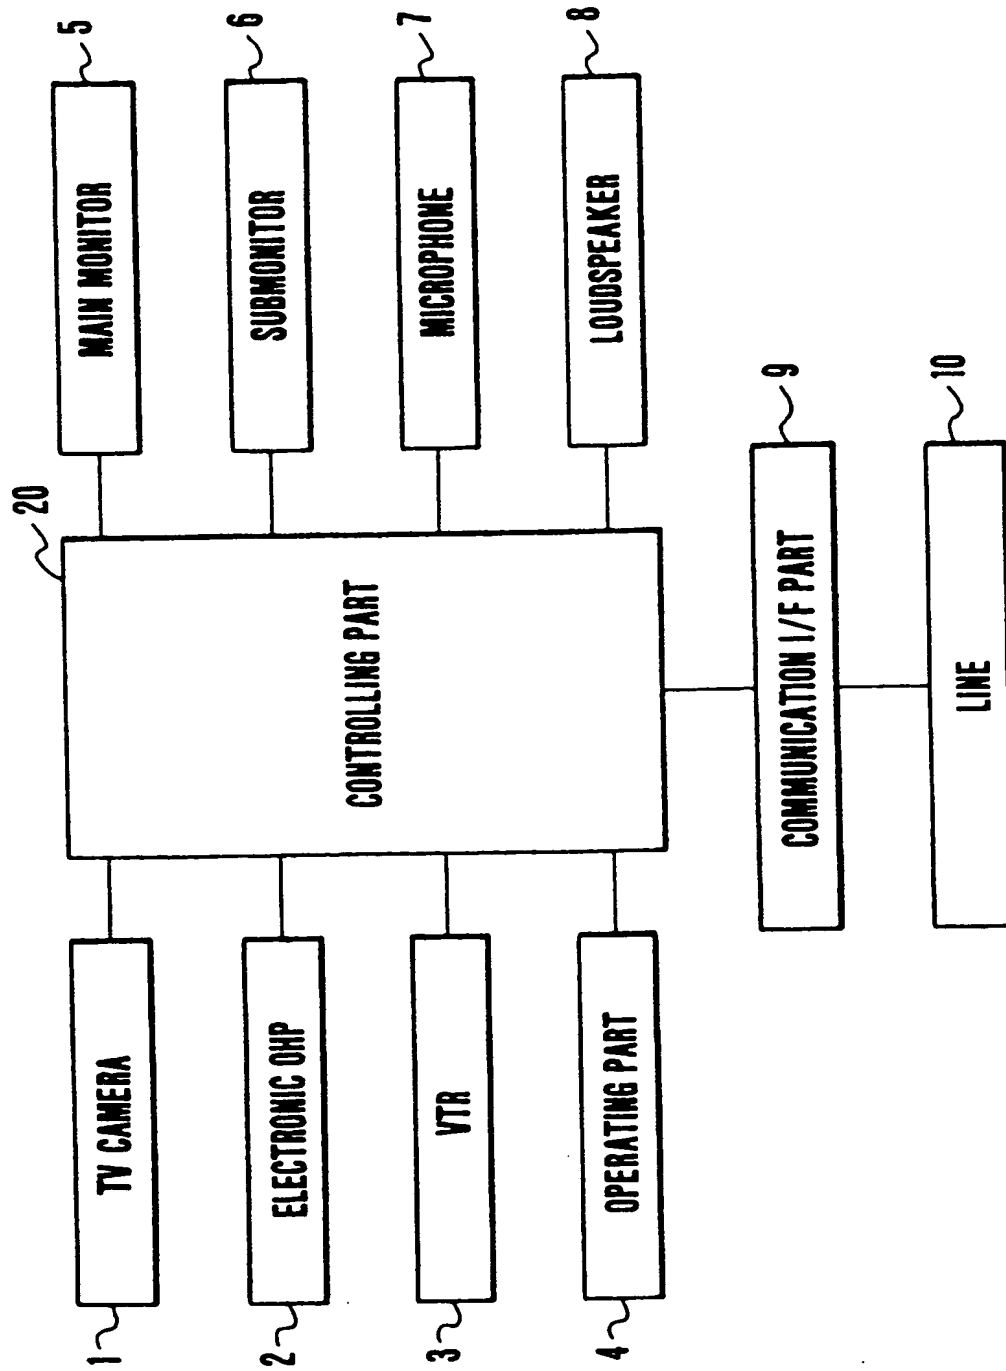 20
1
TV CAMERA
2
ELECTRONIC OHP
3
VTR
4
OPERATING PART
CONTROLLING PART
MAIN MONITOR
5
SUBMONITOR
6
MICROPHONE
7
LOUDSPEAKER
8
COMMUNICATION I/F PART
9
LINE
10